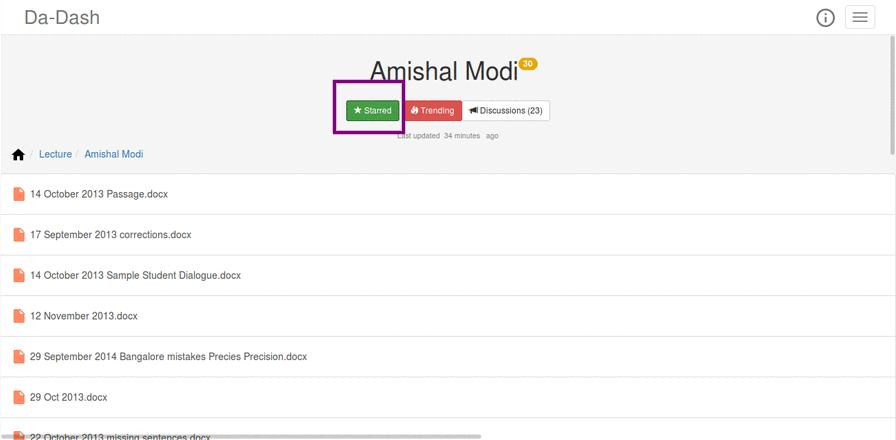 Da-Dash
Amishal Modi 30
Starred Trending Discussions (23)
Last updated 34 minutes ago
/ Lecture / Amishal Modi
14 October 2013 Passage.docx
17 September 2013 corrections.docx
14 October 2013 Sample Student Dialogue.docx
12 November 2013.docx
29 September 2014 Bangalore mistakes Precies Precision.docx
29 Oct 2013.docx
22 October 2013 missing sentences.docx